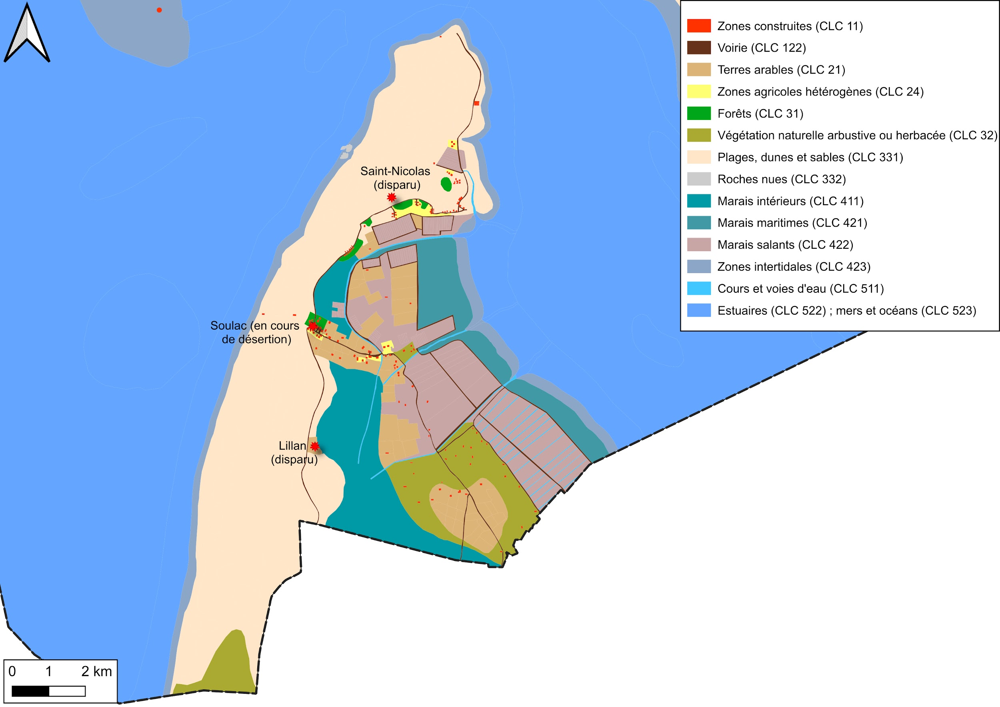 Zones construites (CLC 11)
Voirie (CLC 122)
Terres arables (CLC 21)
Zones agricoles hétérogènes (CLC 24)
Forêts (CLC 31)
Végétation naturelle arbustive ou herbacée (CLC 32)
Plages, dunes et sables (CLC 331)
Roches nues (CLC 332)
Marais intérieurs (CLC 411)
Marais maritimes (CLC 421)
Marais salants (CLC 422)
Zones intertidales (CLC 423)
Cours et voies d'eau (CLC 511)
Estuaires (CLC 522) ; mers et océans (CLC 523)
Saint-Nicolas
(disparu)
Soulac (en cours
de désertion)
Lillan
(disparu)
0 1 2 km